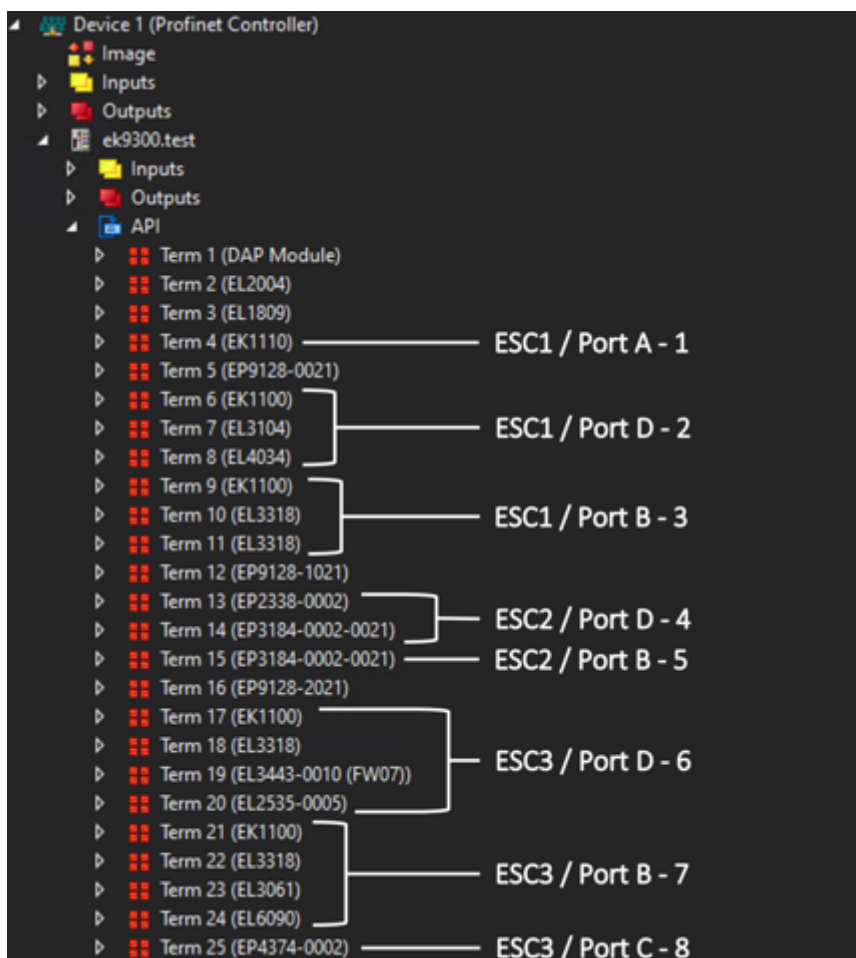 Device 1 (Profinet Controller)
Image
Inputs
Outputs
ek9300.test
Inputs
Outputs
API
Term 1 (DAP Module)
Term 2 (EL2004)
Term 3 (EL1809)
Term 4 (EK1110) ESC1 / Port A - 1
Term 5 (EP9128-0021)
Term 6 (EK1100)
Term 7 (EL3104) ESC1 / Port D - 2
Term 8 (EL4034)
Term 9 (EK1100)
Term 10 (EL3318) ESC1 / Port B - 3
Term 11 (EL3318)
Term 12 (EP9128-1021)
Term 13 (EP2338-0002)
ESC2 / Port D - 4
Term 14 (EP3184-0002-0021)
Term 15 (EP3184-0002-0021) ESC2 / Port B - 5
Term 16 (EP9128-2021)
Term 17 (EK1100)
Term 18 (EL3318)
ESC3 / Port D - 6
Term 19 (EL3443-0010 (FW07))
Term 20 (EL2535-0005)
Term 21 (EK1100)
Term 22 (EL3318)
ESC3 / Port B - 7
Term 23 (EL3061)
Term 24 (EL6090)
Term 25 (EP4374-0002) ESC3 / Port C - 8